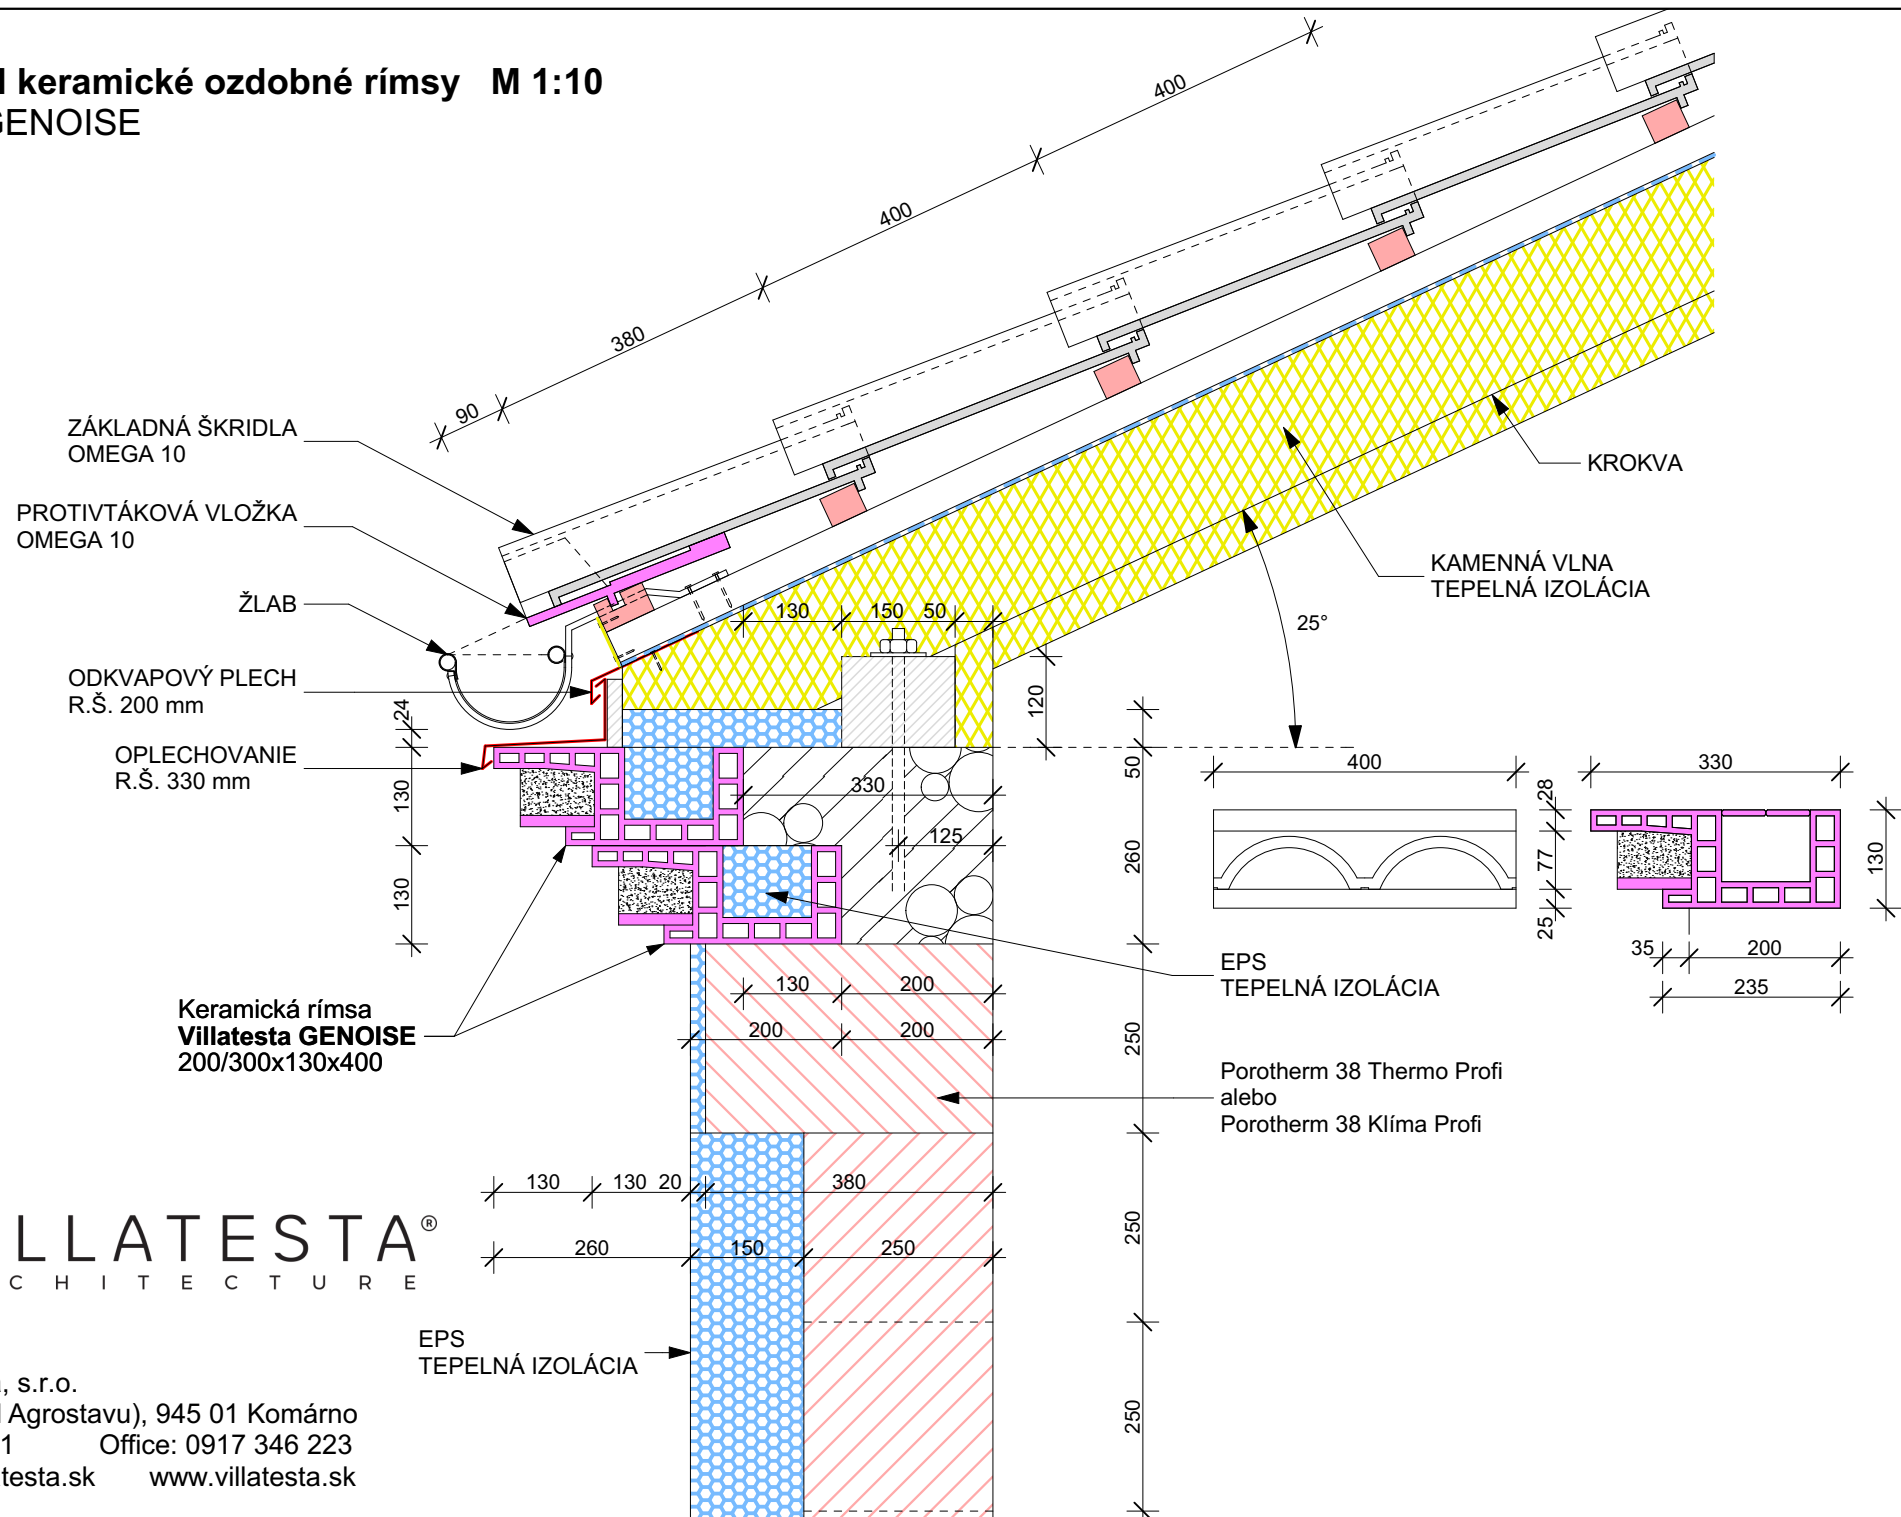 keramické ozdobné rímsy M 1:10
GENOISE
400
400
380
90
ZÁKLADNÁ ŠKRIDLA
OMEGA 10
PROTIVTÁKOVÁ VLOŽKA
OMEGA 10
ŽLAB
ODKVAPOVÝ PLECH
R.Š. 200 mm
OPLECHOVANIE
R.Š. 330 mm
KROKVA
KAMENNÁ VLNA
TEPELNÁ IZOLÁCIA
25°
130 150 50
120
24
130
130
50
260
250
250
250
330
125
400
28
77
25
330
130
35 200
235
EPS
TEPELNÁ IZOLÁCIA
Keramická rímsa
Villatesta GENOISE
200/300x130x400
130 200
200 200
Porotherm 38 Thermo Profi
alebo
Porotherm 38 Klíma Profi
130 130 20 380
260 150 250
LLATESTA®
CHITECTURE
EPS
TEPELNÁ IZOLÁCIA
, s.r.o.
Agrostavu), 945 01 Komárno
1 Office: 0917 346 223
testa.sk www.villatesta.sk